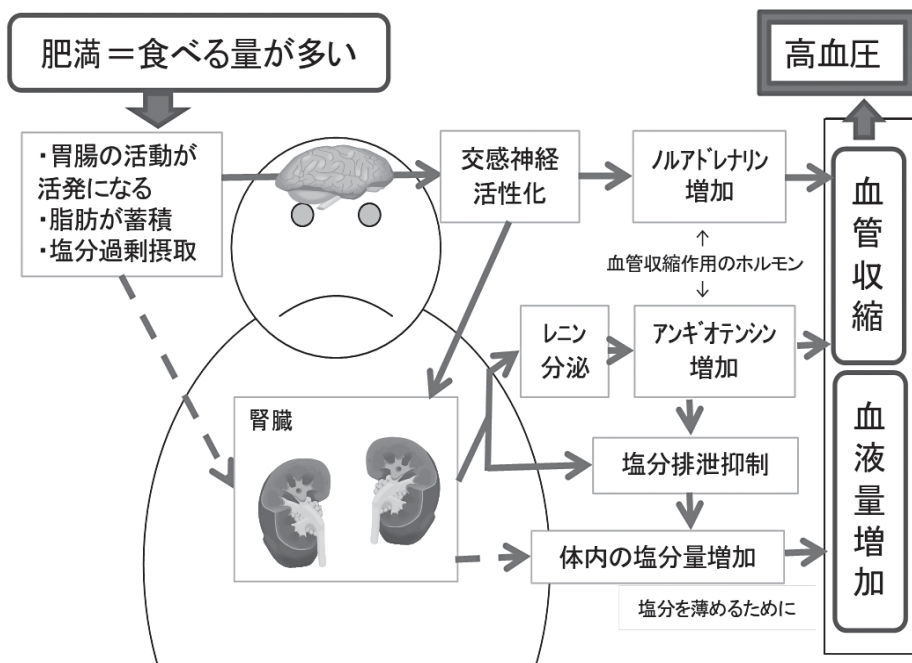 肥満＝食べる量が多い
高血圧
・胃腸の活動が
活発になる
・脂肪が蓄積
・塩分過剰摂取
交感神経
活性化
ﾉﾙｱﾄﾞﾚﾅﾘﾝ
増加
↑
血管収縮作用のホルモン
↓
レニン
分泌
ｱﾝｷﾞｵﾃﾝｼﾝ
増加
血管収縮
腎臓
塩分排泄抑制
体内の塩分量増加
塩分を薄めるために
血液量増加